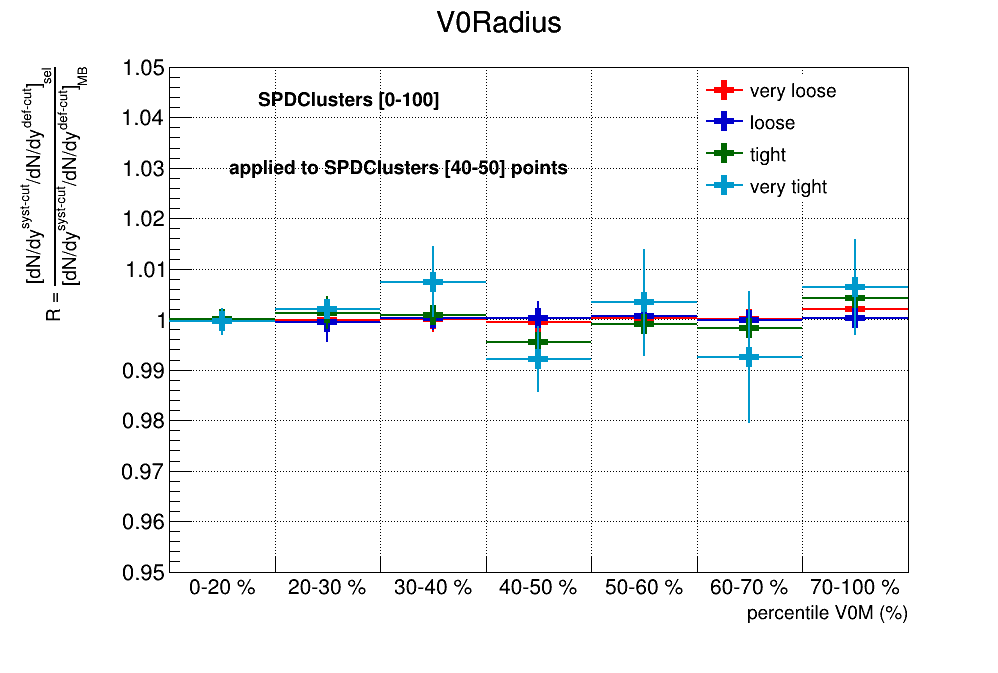 V0Radius
R = [dN/dy^syst-cut/dN/dy^def-cut]_sel
[dN/dy^syst-cut/dN/dy^def-cut]_MB
1.05
1.04
1.03
1.02
1.01
1
0.99
0.98
0.97
0.96
0.95
SPDClusters [0-100]
applied to SPDClusters [40-50] points
very loose
loose
tight
very tight
0-20 % 20-30 % 30-40 % 40-50 % 50-60 % 60-70 % 70-100 %
percentile V0M (%)